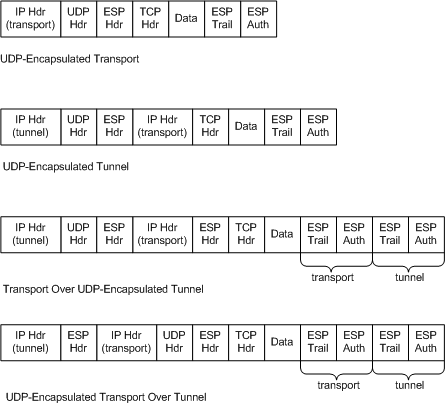 IP Hdr (transport) UDP Hdr ESP Hdr TCP Hdr Data ESP Trail ESP Auth
UDP-Encapsulated Transport
IP Hdr (tunnel) UDP Hdr ESP Hdr IP Hdr (transport) TCP Hdr Data ESP Trail ESP Auth
UDP-Encapsulated Tunnel
IP Hdr (tunnel) UDP Hdr ESP Hdr IP Hdr (transport) ESP Hdr TCP Hdr Data ESP Trail ESP Auth ESP Trail ESP Auth
transport tunnel
Transport Over UDP-Encapsulated Tunnel
IP Hdr (tunnel) ESP Hdr IP Hdr (transport) UDP Hdr ESP Hdr TCP Hdr Data ESP Trail ESP Auth ESP Trail ESP Auth
transport tunnel
UDP-Encapsulated Transport Over Tunnel